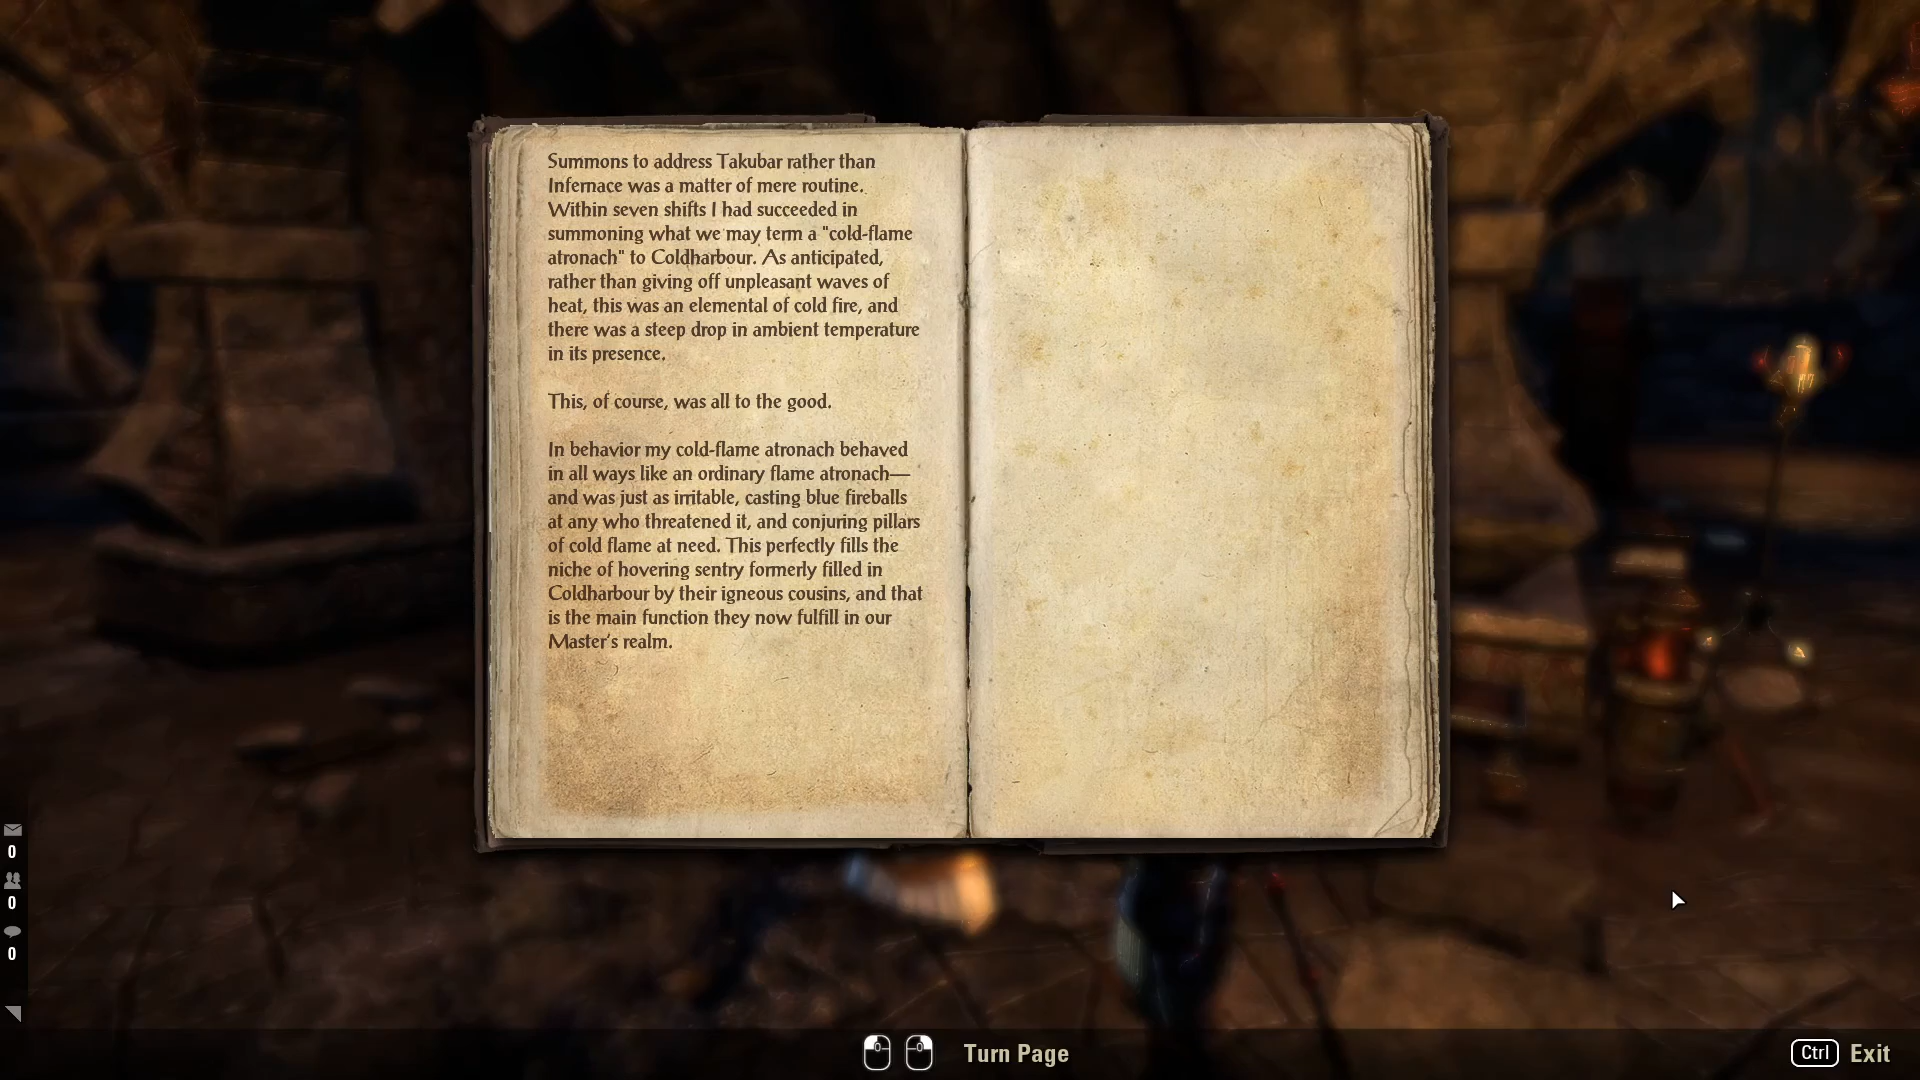 Summons to address Takubar rather than
Infernace was a matter of mere routine.
Within seven shifts I had succeeded in
summoning what we may term a "cold-flame
atronach" to Coldharbour. As anticipated,
rather than giving off unpleasant waves of
heat, this was an elemental of cold fire, and
there was a steep drop in ambient temperature
in its presence.
This, of course, was all to the good.
In behavior my cold-flame atronach behaved
in all ways like an ordinary flame atronach—
and was just as irritable, casting blue fireballs
at any who threatened it, and conjuring pillars
of cold flame at need. This perfectly fills the
niche of hovering sentry formerly filled in
Coldharbour by their igneous cousins, and that
is the main function they now fulfill in our
Master's realm.
0
0
0
Turn Page
Ctrl Exit